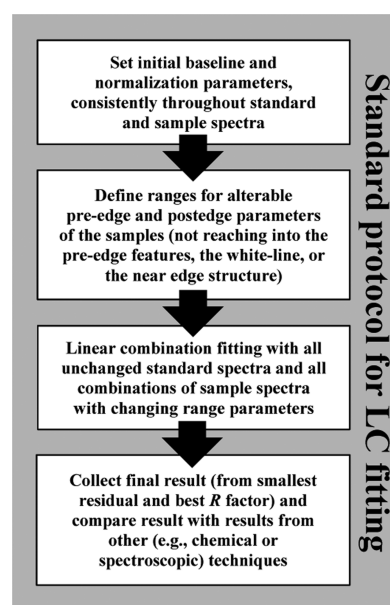 Set initial baseline and
normalization parameters,
consistently throughout standard
and sample spectra
Define ranges for alterable
pre-edge and postedge parameters
of the samples (not reaching into the
pre-edge features, the white-line, or
the near edge structure)
Linear combination fitting with all
unchanged standard spectra and all
combinations of sample spectra
with changing range parameters
Collect final result (from smallest
residual and best R factor) and
compare result with results from
other (e.g., chemical or
spectroscopic) techniques
Standard protocol for LC fitting